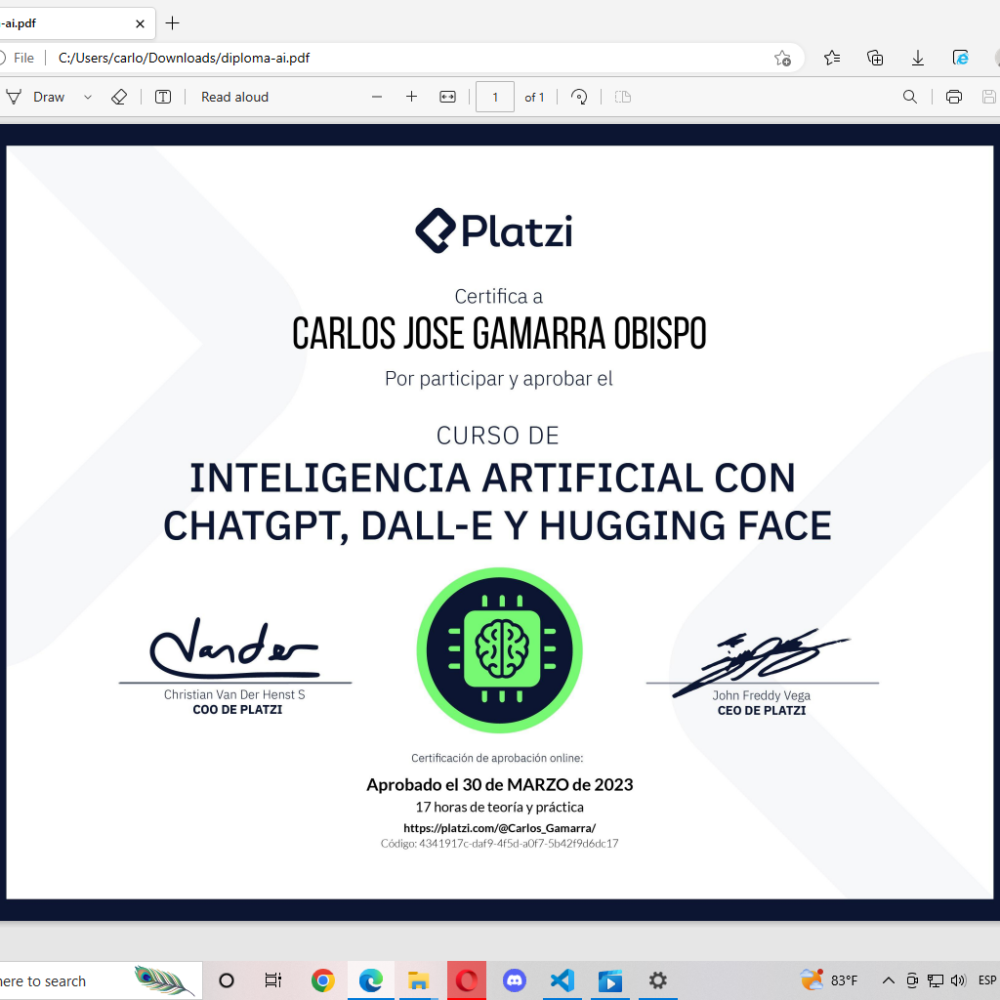 -ai.pdf
File
C:/Users/carlo/Downloads/diploma-ai.pdf
Draw
Read aloud
1
of 1
Platzi
Certifica a
CARLOS JOSE GAMARRA OBISPO
Por participar y aprobar el
CURSO DE
INTELIGENCIA ARTIFICIAL CON
CHATGPT, DALL-E Y HUGGING FACE
Vander
Christian Van Der Henst S
COO DE PLATZI
John Freddy Vega
CEO DE PLATZI
Certificación de aprobación online:
Aprobado el 30 de MARZO de 2023
17 horas de teoría y práctica
https://platzi.com/@Carlos_Gamarra/
Código: 4341917c-daf9-4f5d-a0f7-5b42f9d6dc17
here to search
83°F
ESP